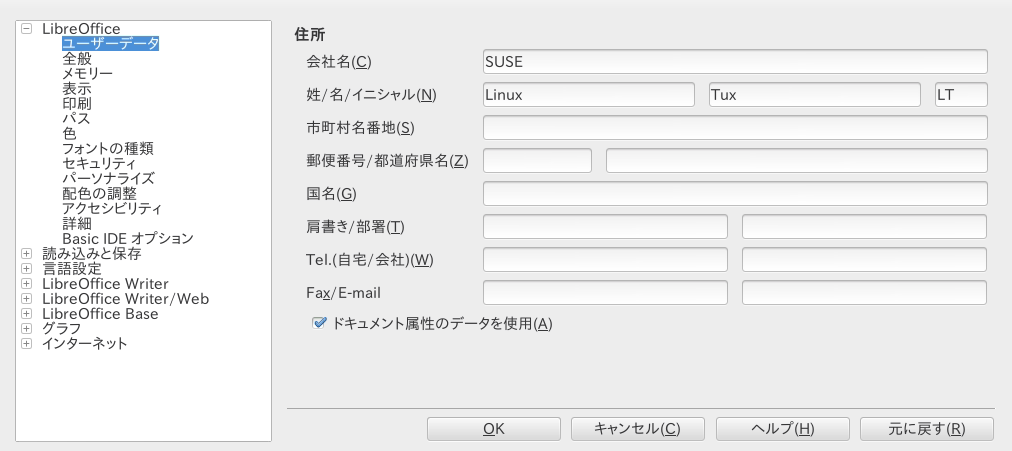 LibreOffice
ユーザーデータ
全般
メモリー
表示
印刷
パス
色
フォントの種類
セキュリティ
パーソナライズ
配色の調整
アクセシビリティ
詳細
Basic IDE オプション
読み込みと保存
言語設定
LibreOffice Writer
LibreOffice Writer/Web
LibreOffice Base
グラフ
インターネット
住所
会社名(C) SUSE
姓/名/イニシャル(N) Linux Tux LT
市町村名番地(S)
郵便番号/都道府県名(Z)
国名(G)
肩書き/部署(T)
Tel.(自宅/会社)(W)
Fax/E-mail
ドキュメント属性のデータを使用(A)
OK キャンセル(C) ヘルプ(H) 元に戻す(R)